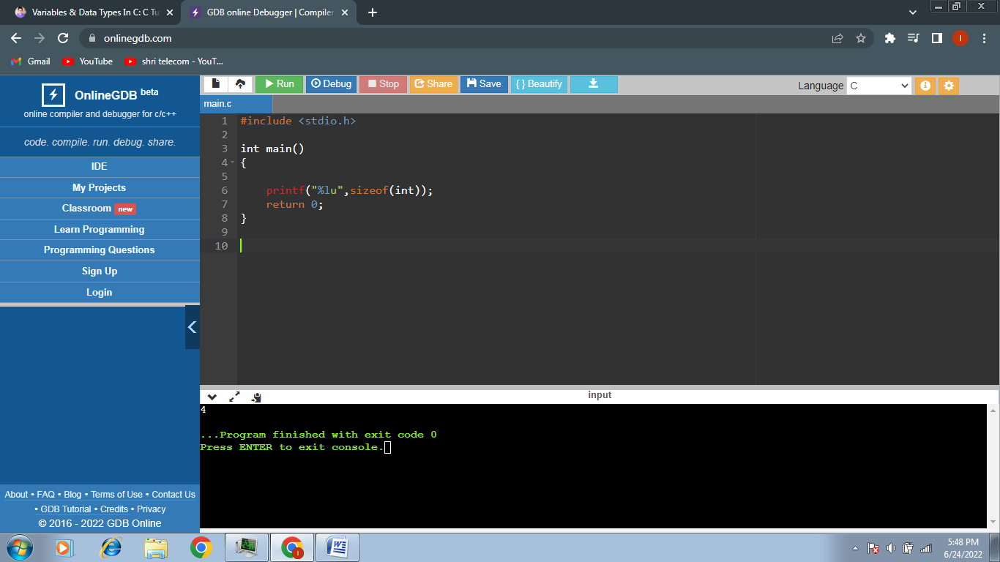 Variables & Data Types In C: C Tu
GDB online Debugger | Compiler
onlinegdb.com
I
Gmail
YouTube
shri telecom - YouT...
OnlineGDB beta
online compiler and debugger for c/c++
code. compile. run. debug. share.
IDE
My Projects
Classroom new
Learn Programming
Programming Questions
Sign Up
Login
About • FAQ • Blog • Terms of Use • Contact Us
• GDB Tutorial • Credits • Privacy
© 2016 - 2022 GDB Online
Run Debug Stop Share Save { } Beautify
Language C
main.c
1 #include <stdio.h>
2
3 int main()
4 {
5
6 printf("%lu",sizeof(int));
7 return 0;
8 }
9
10
input
4
...Program finished with exit code 0
Press ENTER to exit console.
I
5:48 PM
6/24/2022